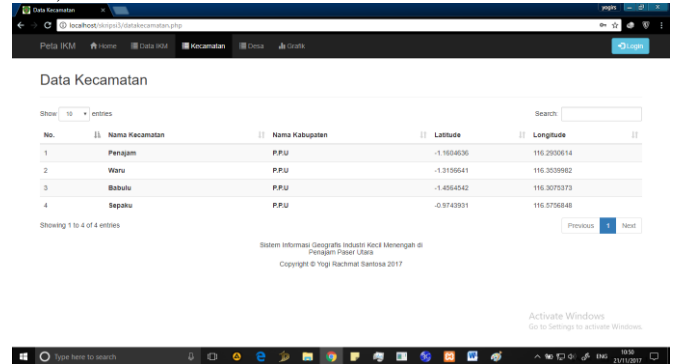 Data Kecamatan
yogirs
localhost/skripsi3/datakecamatan.php
Peta IKM Home Data IKM Kecamatan Desa Grafik Login
Data Kecamatan
Show 10 entries Search:
No. Nama Kecamatan Nama Kabupaten Latitude Longitude
1 Penajam P.P.U -1.1604636 116.2930614
2 Waru P.P.U -1.3156641 116.3539982
3 Babulu P.P.U -1.4564542 116.3075373
4 Sepaku P.P.U -0.9743931 116.5756848
Showing 1 to 4 of 4 entries Previous 1 Next
Sistem Informasi Geografis Industri Kecil Menengah di
Penajam Paser Utara
Copyright © Yogi Rachmat Santosa 2017
Activate Windows
Go to Settings to activate Windows.
Type here to search ENG 10:50
21/11/2017